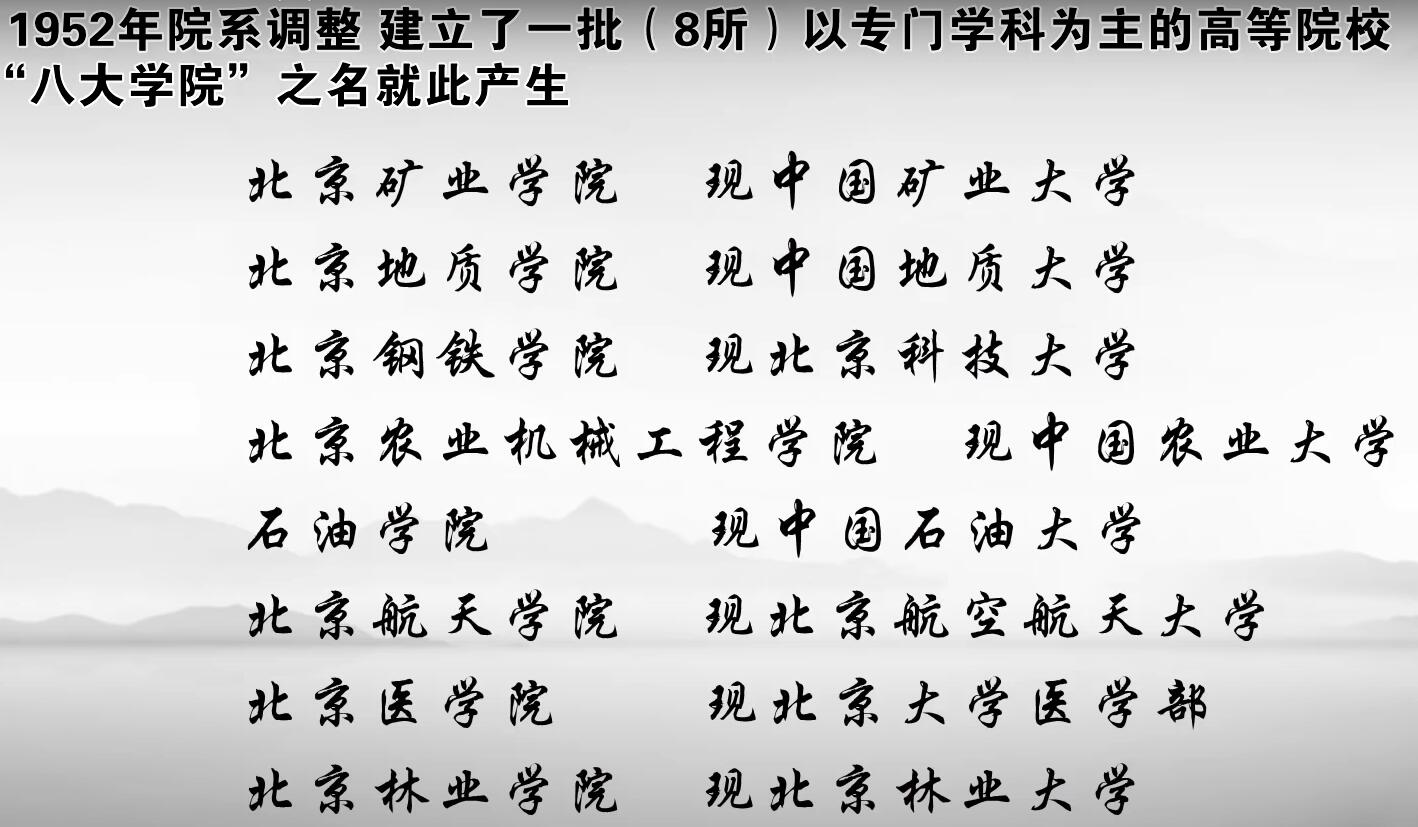 1952年院系调整 建立了一批（8所）以专门学科为主的高等院校
“八大学院”之名就此产生
北京矿业学院 现中国矿业大学
北京地质学院 现中国地质大学
北京钢铁学院 现北京科技大学
北京农业机械工程学院 现中国农业大学
石油学院 现中国石油大学
北京航天学院 现北京航空航天大学
北京医学院 现北京大学医学部
北京林业学院 现北京林业大学